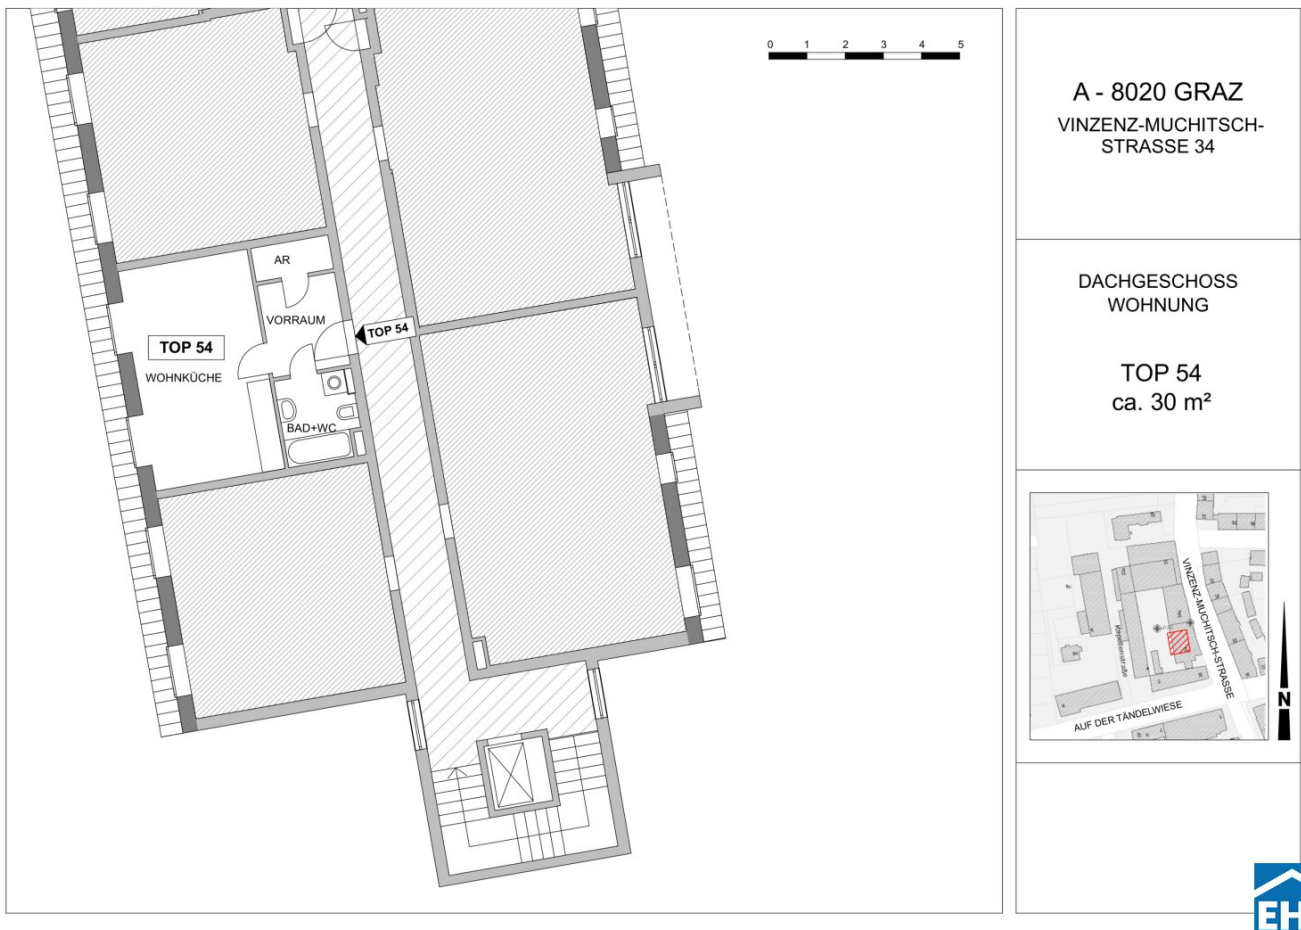 0 1 2 3 4 5
AR
VORRAUM
TOP 54
TOP 54
WOHNKÜCHE
BAD+WC
A - 8020 GRAZ
VINZENZ-MUCHITSCH-
STRASSE 34
DACHGESCHOSS
WOHNUNG
TOP 54
ca. 30 m²
VINZENZ-MUCHITSCH-STRASSE
AUF DER TÄNDELWIESE
N
EH